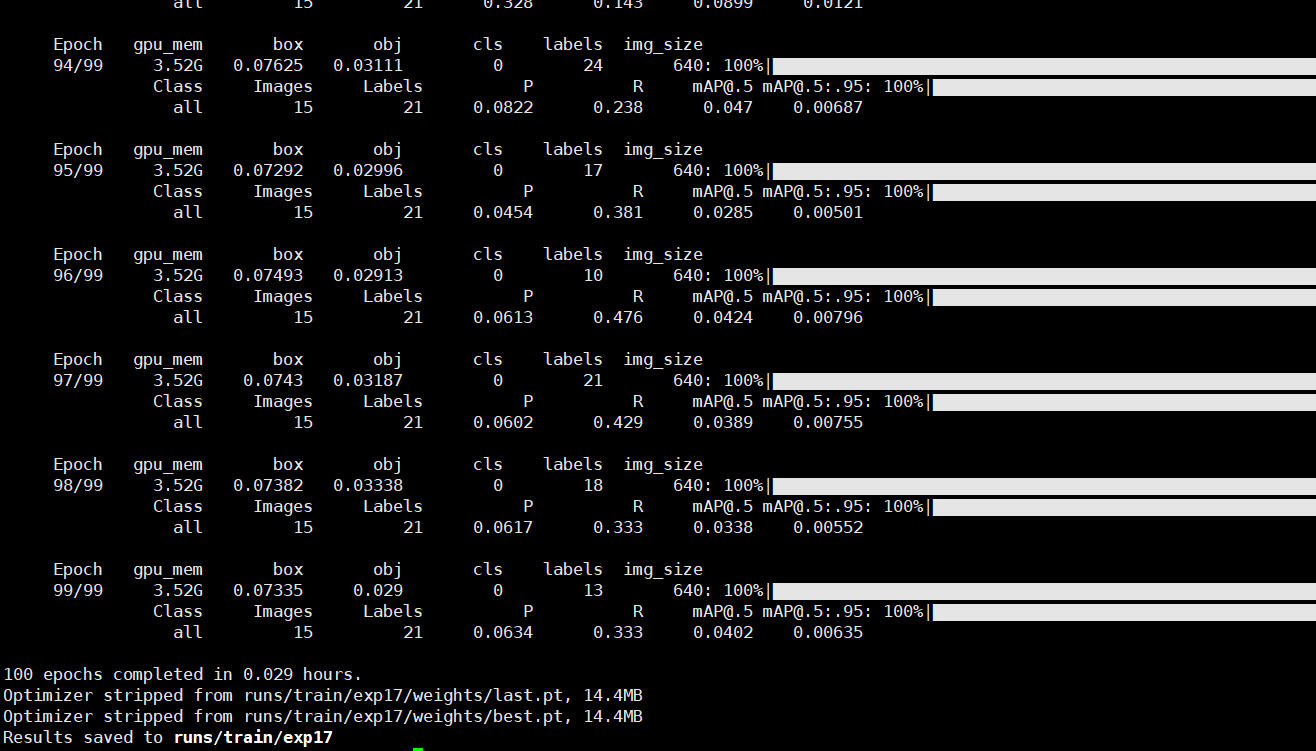 all 15 21 0.328 0.143 0.0899 0.0121
Epoch gpu_mem box obj cls labels img_size
94/99 3.52G 0.07625 0.03111 0 24 640: 100%|
Class Images Labels P R mAP@.5 mAP@.5:.95: 100%|
all 15 21 0.0822 0.238 0.047 0.00687
Epoch gpu_mem box obj cls labels img_size
95/99 3.52G 0.07292 0.02996 0 17 640: 100%|
Class Images Labels P R mAP@.5 mAP@.5:.95: 100%|
all 15 21 0.0454 0.381 0.0285 0.00501
Epoch gpu_mem box obj cls labels img_size
96/99 3.52G 0.07493 0.02913 0 10 640: 100%|
Class Images Labels P R mAP@.5 mAP@.5:.95: 100%|
all 15 21 0.0613 0.476 0.0424 0.00796
Epoch gpu_mem box obj cls labels img_size
97/99 3.52G 0.0743 0.03187 0 21 640: 100%|
Class Images Labels P R mAP@.5 mAP@.5:.95: 100%|
all 15 21 0.0602 0.429 0.0389 0.00755
Epoch gpu_mem box obj cls labels img_size
98/99 3.52G 0.07382 0.03338 0 18 640: 100%|
Class Images Labels P R mAP@.5 mAP@.5:.95: 100%|
all 15 21 0.0617 0.333 0.0338 0.00552
Epoch gpu_mem box obj cls labels img_size
99/99 3.52G 0.07335 0.029 0 13 640: 100%|
Class Images Labels P R mAP@.5 mAP@.5:.95: 100%|
all 15 21 0.0634 0.333 0.0402 0.00635
100 epochs completed in 0.029 hours.
Optimizer stripped from runs/train/exp17/weights/last.pt, 14.4MB
Optimizer stripped from runs/train/exp17/weights/best.pt, 14.4MB
Results saved to runs/train/exp17